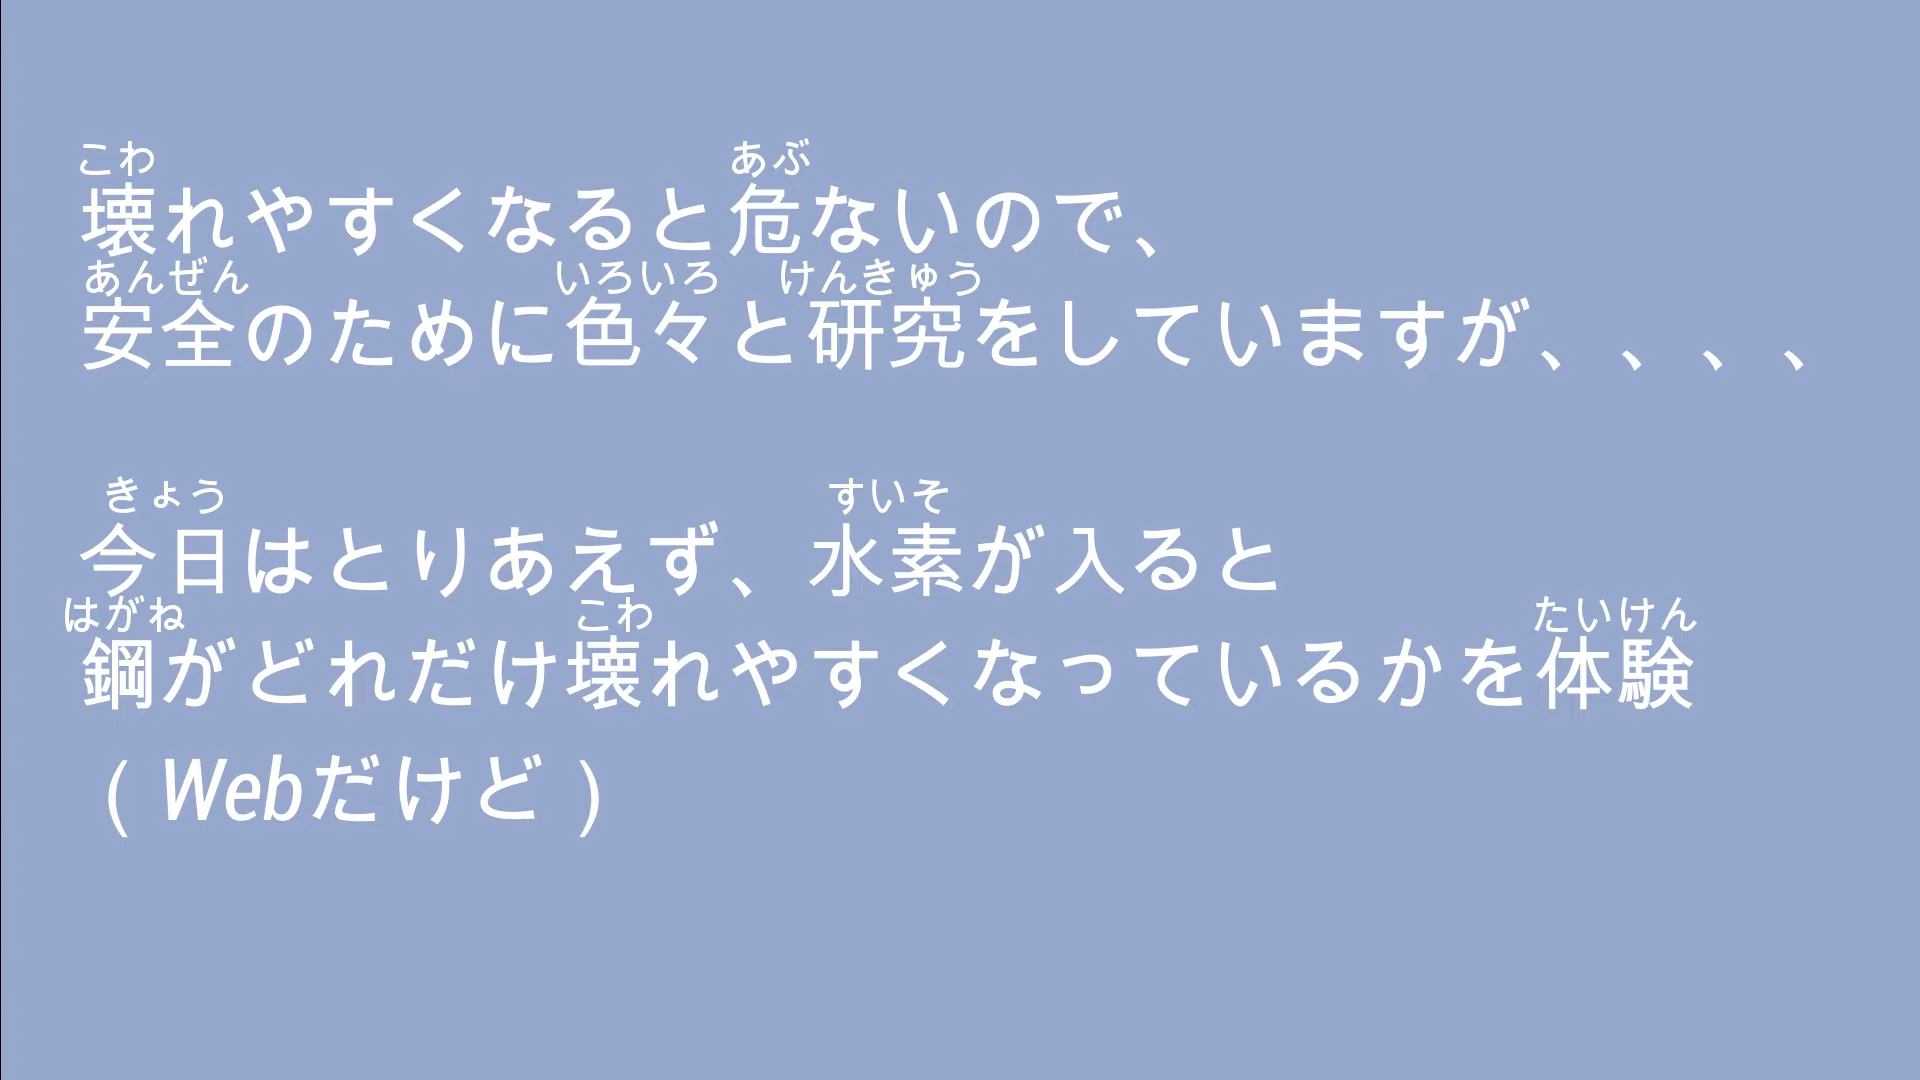 こわ あぶ
壊れやすくなると危ないので、
あんぜん いろいろ けんきゅう
安全のために色々と研究をしていますが、、、、
きょう すいそ
今日はとりあえず、水素が入ると
はがね こわ たいけん
鋼がどれだけ壊れやすくなっているかを体験
（Webだけど）